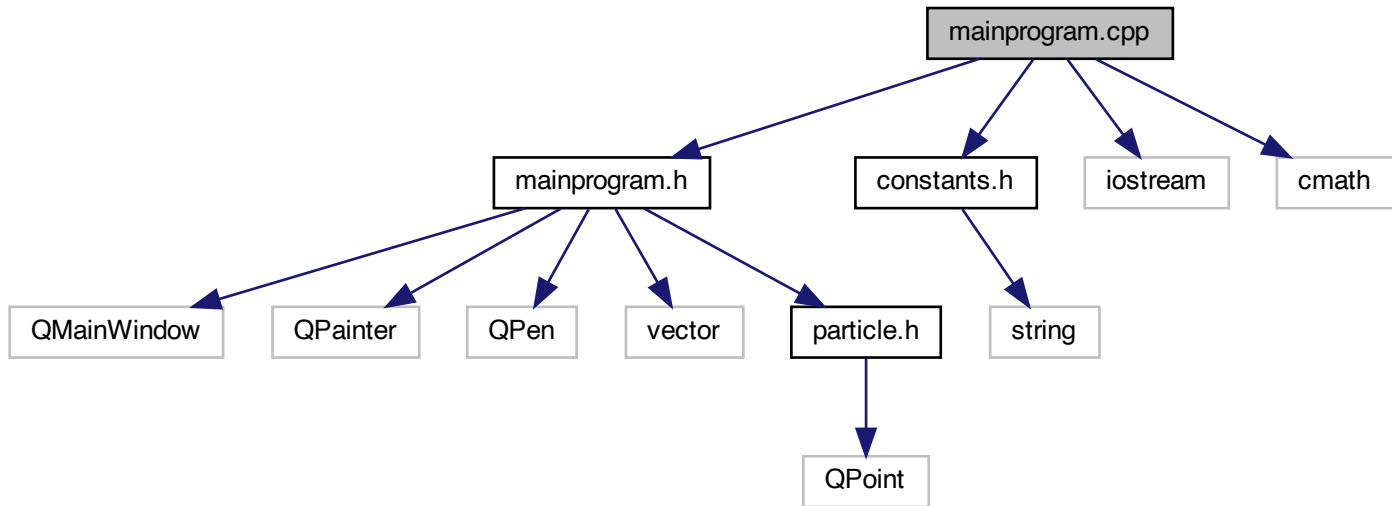 mainprogram.cpp
mainprogram.h
constants.h
iostream
cmath
QMainWindow
QPainter
QPen
vector
particle.h
string
QPoint